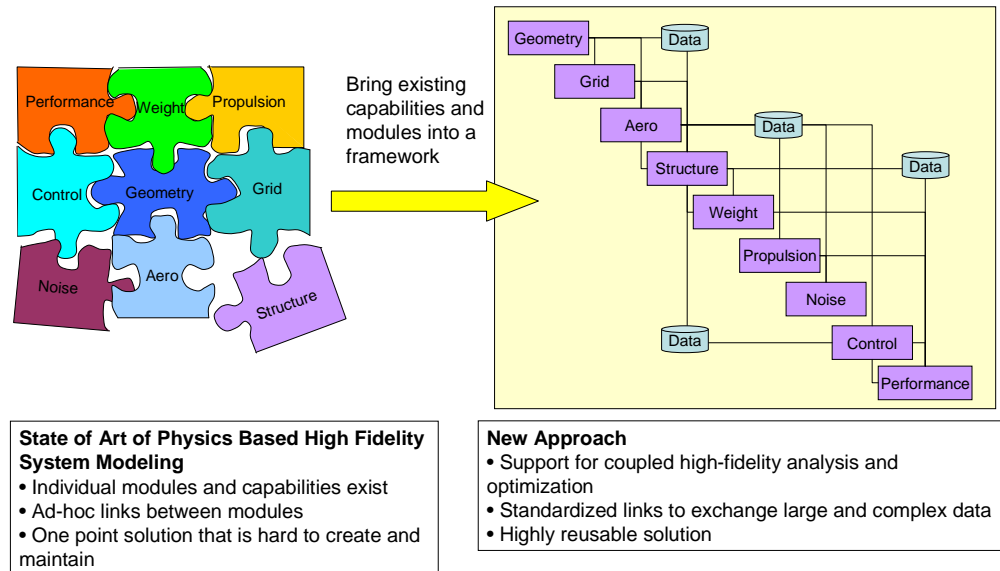 Performance
Weight
Propulsion
Control
Geometry
Grid
Noise
Aero
Structure
Bring existing
capabilities and
modules into a
framework
Geometry
Data
Grid
Aero
Data
Structure
Data
Weight
Propulsion
Noise
Data
Control
Performance
State of Art of Physics Based High Fidelity
System Modeling
• Individual modules and capabilities exist
• Ad-hoc links between modules
• One point solution that is hard to create and
maintain
New Approach
• Support for coupled high-fidelity analysis and
optimization
• Standardized links to exchange large and complex data
• Highly reusable solution